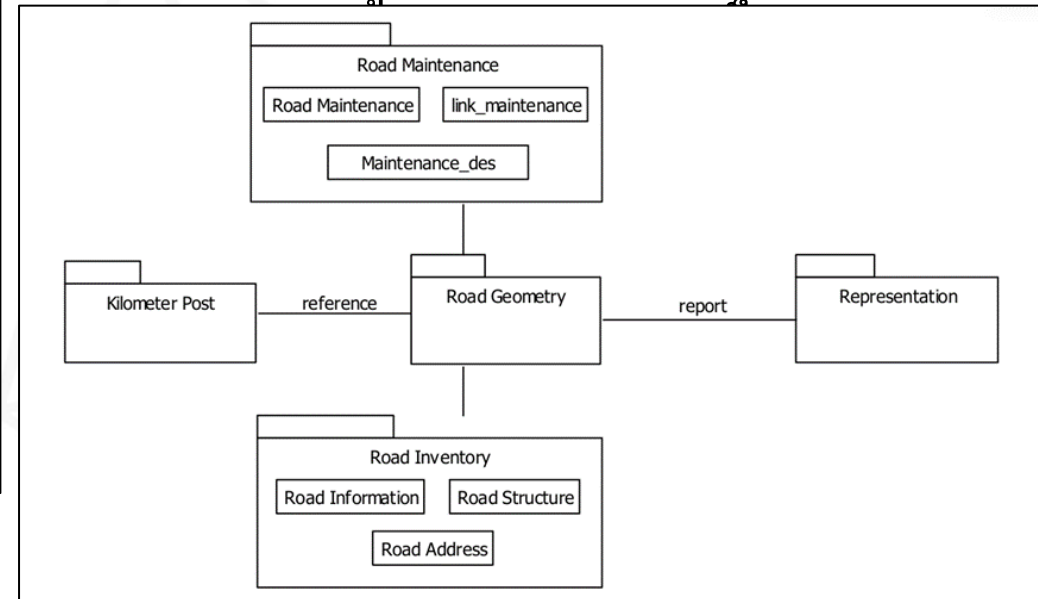 Road Maintenance
Road Maintenance
link_maintenance
Maintenance_des
Kilometer Post
reference
Road Geometry
report
Representation
Road Inventory
Road Information
Road Structure
Road Address